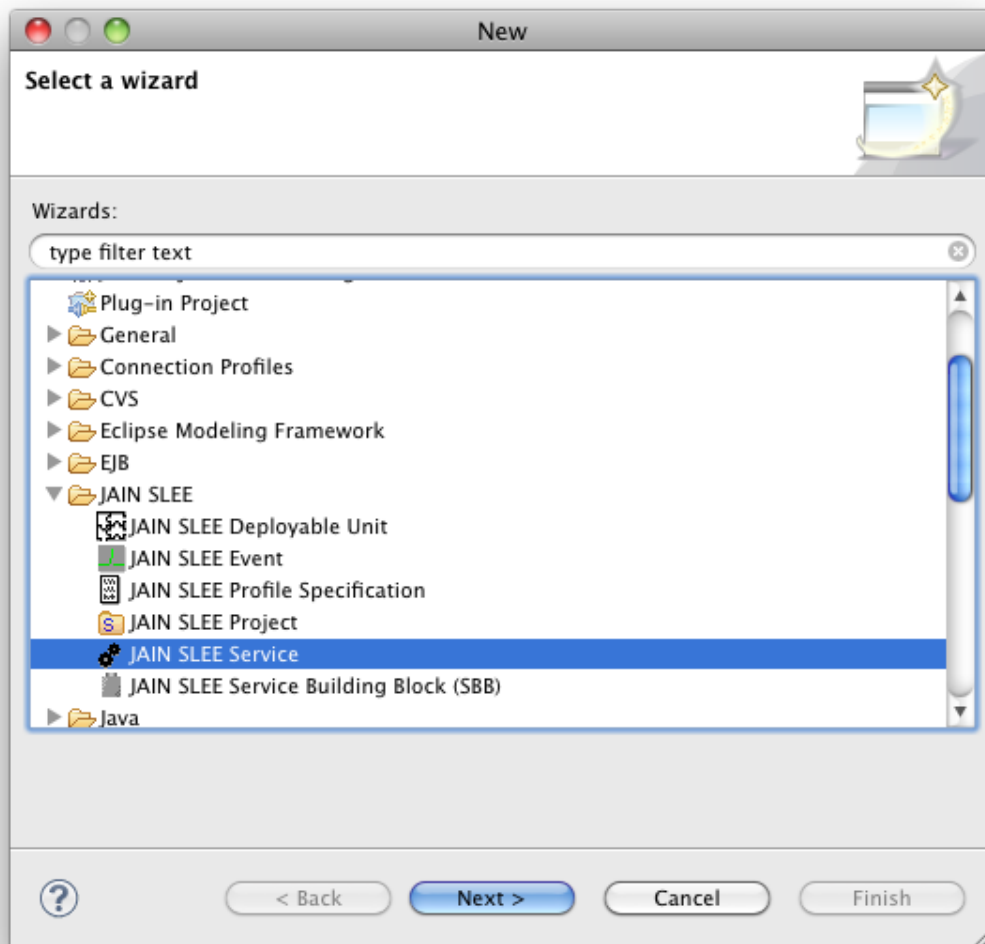 New
Select a wizard
Wizards:
type filter text
Plug-in Project
General
Connection Profiles
CVS
Eclipse Modeling Framework
EJB
JAIN SLEE
JAIN SLEE Deployable Unit
JAIN SLEE Event
JAIN SLEE Profile Specification
S JAIN SLEE Project
JAIN SLEE Service
JAIN SLEE Service Building Block (SBB)
Java
? < Back Next > Cancel Finish